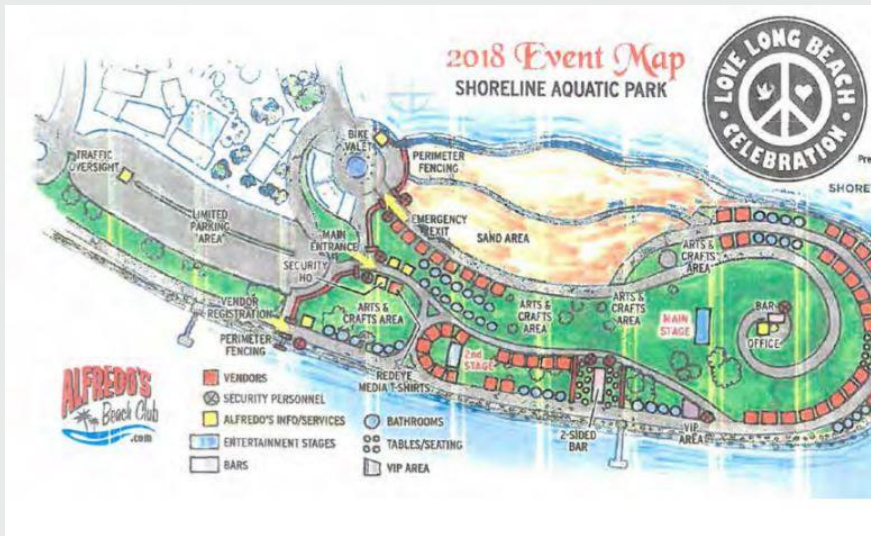 2018 Event Map
SHORELINE AQUATIC PARK
LOVE LONG BEACH
CELEBRATION
Pre
SHORE
BIKE
VALET
PERIMETER
FENCING
TRAFFIC
OVERSIGHT
LIMITED
PARKING
AREA
EMERGENCY
EXIT
MAIN
ENTRANCE
SAND AREA
SECURITY
HQ
ARTS &
CRAFTS
AREA
ARTS &
CRAFTS
AREA
ARTS &
CRAFTS
AREA
VENDOR
REGISTRATION
ARTS &
CRAFTS AREA
MAIN
STAGE
BAR
OFFICE
PERIMETER
FENCING
2nd
STAGE
REDEYE
MEDIA T-SHIRTS
2-SIDED
BAR
VIP
AREA
ALFREDO'S
Beach Club
.com
VENDORS
SECURITY PERSONNEL
ALFREDO'S INFO/SERVICES
ENTERTAINMENT STAGES
BARS
BATHROOMS
TABLES/SEATING
VIP AREA